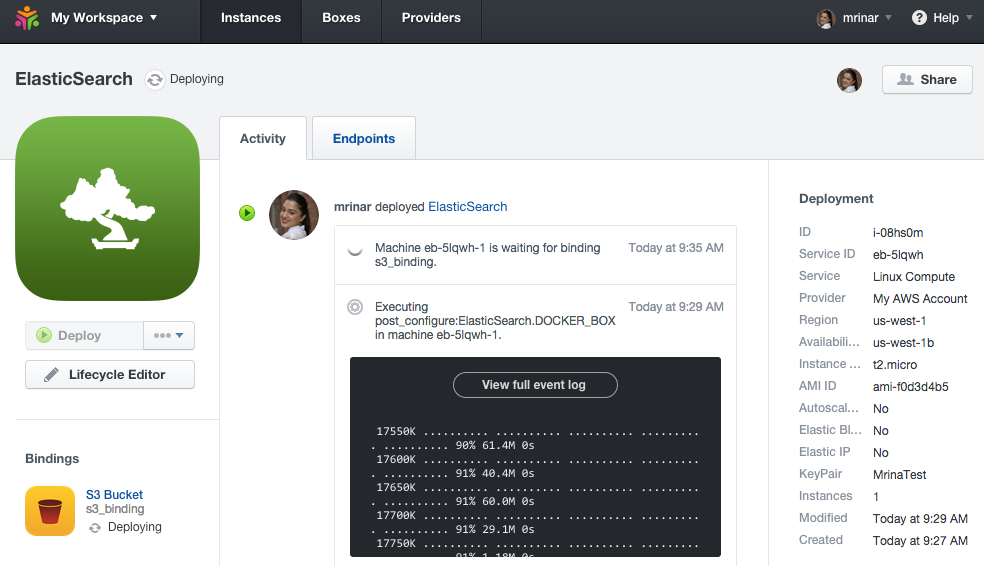 My Workspace
Instances
Boxes
Providers
mrinar
Help
ElasticSearch
Deploying
Share
Activity
Endpoints
Deploy
Lifecycle Editor
Bindings
S3 Bucket
s3_binding
Deploying
mrinar deployed ElasticSearch
Machine eb-5lqwh-1 is waiting for binding
s3_binding.
Today at 9:35 AM
Executing
post_configure:ElasticSearch.DOCKER_BOX
in machine eb-5lqwh-1.
Today at 9:29 AM
View full event log
17550K .......... .......... .......... .........
. .......... 90% 61.4M 0s
17600K .......... .......... .......... .........
. .......... 91% 40.4M 0s
17650K .......... .......... .......... .........
. .......... 91% 60.0M 0s
17700K .......... .......... .......... .........
. .......... 91% 29.1M 0s
17750K .......... .......... .......... .........
. .......... 91% 1.18M 0s
Deployment
ID i-08hs0m
Service ID eb-5lqwh
Service Linux Compute
Provider My AWS Account
Region us-west-1
Availabili... us-west-1b
Instance ... t2.micro
AMI ID ami-f0d3d4b5
Autoscal... No
Elastic Bl... No
Elastic IP No
KeyPair MrinaTest
Instances 1
Modified Today at 9:29 AM
Created Today at 9:27 AM